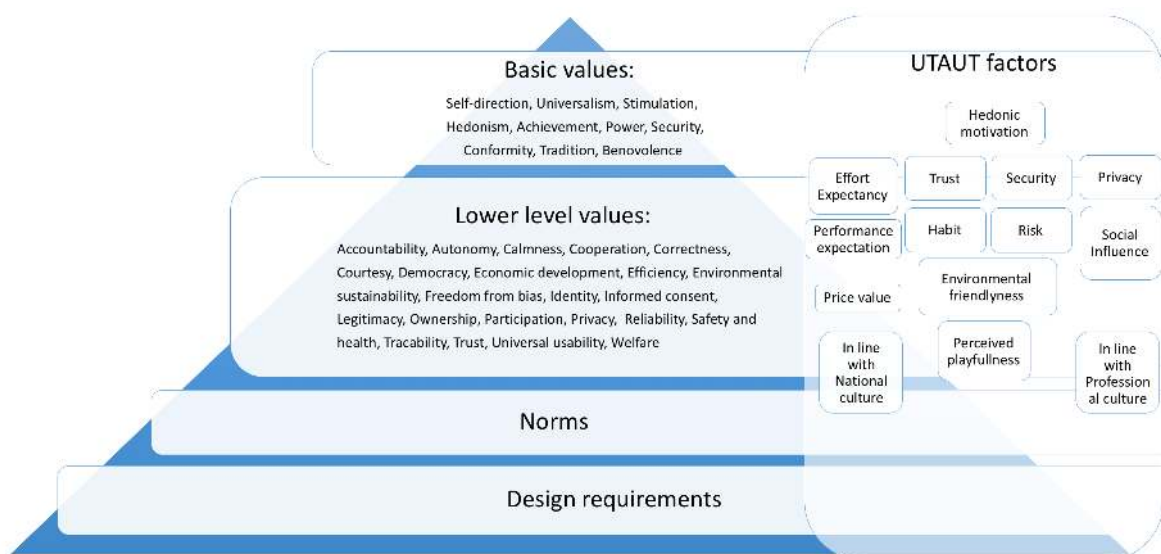 Basic values:
Self-direction, Universalism, Stimulation,
Hedonism, Achievement, Power, Security,
Conformity, Tradition, Benovolence
Lower level values:
Accountability, Autonomy, Calmness, Cooperation, Correctness,
Courtesy, Democracy, Economic development, Efficiency, Environmental
sustainability, Freedom from bias, Identity, Informed consent,
Legitimacy, Ownership, Participation, Privacy, Reliability, Safety and
health, Tracability, Trust, Universal usability, Welfare
Norms
Design requirements
UTAUT factors
Hedonic
motivation
Effort
Expectancy
Trust
Security
Privacy
Performance
expectation
Habit
Risk
Social
Influence
Price value
Environmental
friendlyness
In line
with
National
culture
Perceived
playfullness
In line
with
Profession
al culture